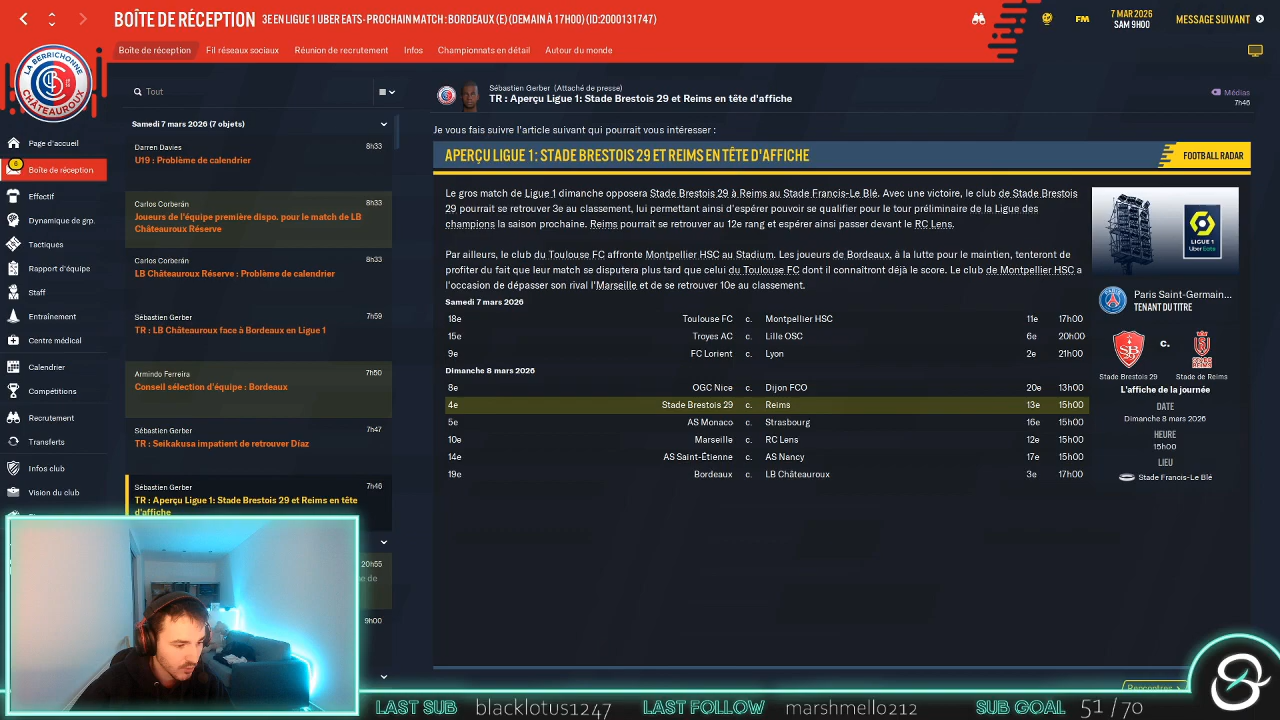 BOÎTE DE RÉCEPTION
3E EN LIGUE 1 UBER EATS - PROCHAIN MATCH : BORDEAUX (E) (DEMAIN À 17H00) (ID:2000131747)
FM
7 MAR 2026
SAM 9H00
MESSAGE SUIVANT
Boîte de réception
Fil réseaux sociaux
Réunion de recrutement
Infos
Championnats en détail
Autour du monde
LA BERRICHONNE
CHÂTEAUROUX
Page d'accueil
6
Boîte de réception
Effectif
Dynamique de grp.
Tactiques
Rapport d'équipe
Staff
Entraînement
Centre médical
Calendrier
Compétitions
Recrutement
Transferts
Infos club
Vision du club
Tout
Samedi 7 mars 2026 (7 objets)
Darren Davies 8h33
U19 : Problème de calendrier
Carlos Corberán 8h33
Joueurs de l'équipe première dispo. pour le match de LB
Châteauroux Réserve
Carlos Corberán 8h33
LB Châteauroux Réserve : Problème de calendrier
Sébastien Gerber 7h59
TR : LB Châteauroux face à Bordeaux en Ligue 1
Armindo Ferreira 7h50
Conseil sélection d'équipe : Bordeaux
Sébastien Gerber 7h47
TR : Seikakusa impatient de retrouver Díaz
Sébastien Gerber 7h46
TR : Aperçu Ligue 1: Stade Brestois 29 et Reims en tête
d'affiche
20h55
de
9h00
Sébastien Gerber (Attaché de presse)
TR : Aperçu Ligue 1: Stade Brestois 29 et Reims en tête d'affiche
Médias
7h46
Je vous fais suivre l'article suivant qui pourrait vous intéresser :
APERÇU LIGUE 1 : STADE BRESTOIS 29 ET REIMS EN TÊTE D'AFFICHE
FOOTBALL RADAR
Le gros match de Ligue 1 dimanche opposera Stade Brestois 29 à Reims au Stade Francis-Le Blé. Avec une victoire, le club de Stade Brestois
29 pourrait se retrouver 3e au classement, lui permettant ainsi d'espérer pouvoir se qualifier pour le tour préliminaire de la Ligue des
champions la saison prochaine. Reims pourrait se retrouver au 12e rang et espérer ainsi passer devant le RC Lens.
Par ailleurs, le club du Toulouse FC affronte Montpellier HSC au Stadium. Les joueurs de Bordeaux, à la lutte pour le maintien, tenteront de
profiter du fait que leur match se disputera plus tard que celui du Toulouse FC dont il connaîtront déjà le score. Le club de Montpellier HSC a
l'occasion de dépasser son rival l'Marseille et de se retrouver 10e au classement.
Samedi 7 mars 2026
18e Toulouse FC c. Montpellier HSC 11e 17h00
15e Troyes AC c. Lille OSC 6e 20h00
9e FC Lorient c. Lyon 2e 21h00
Dimanche 8 mars 2026
8e OGC Nice c. Dijon FCO 20e 13h00
4e Stade Brestois 29 c. Reims 13e 15h00
5e AS Monaco c. Strasbourg 16e 15h00
10e Marseille c. RC Lens 12e 15h00
14e AS Saint-Étienne c. AS Nancy 17e 15h00
19e Bordeaux c. LB Châteauroux 3e 17h00
LIGUE 1
Uber Eats
Paris Saint-Germain...
TENANT DU TITRE
C.
Stade Brestois 29
Stade de Reims
L'affiche de la journée
DATE
Dimanche 8 mars 2026
HEURE
15h00
LIEU
Stade Francis-Le Blé
Rencontres >
LAST SUB blacklotus1247
LAST FOLLOW marshmello212
SUB GOAL 51 / 70